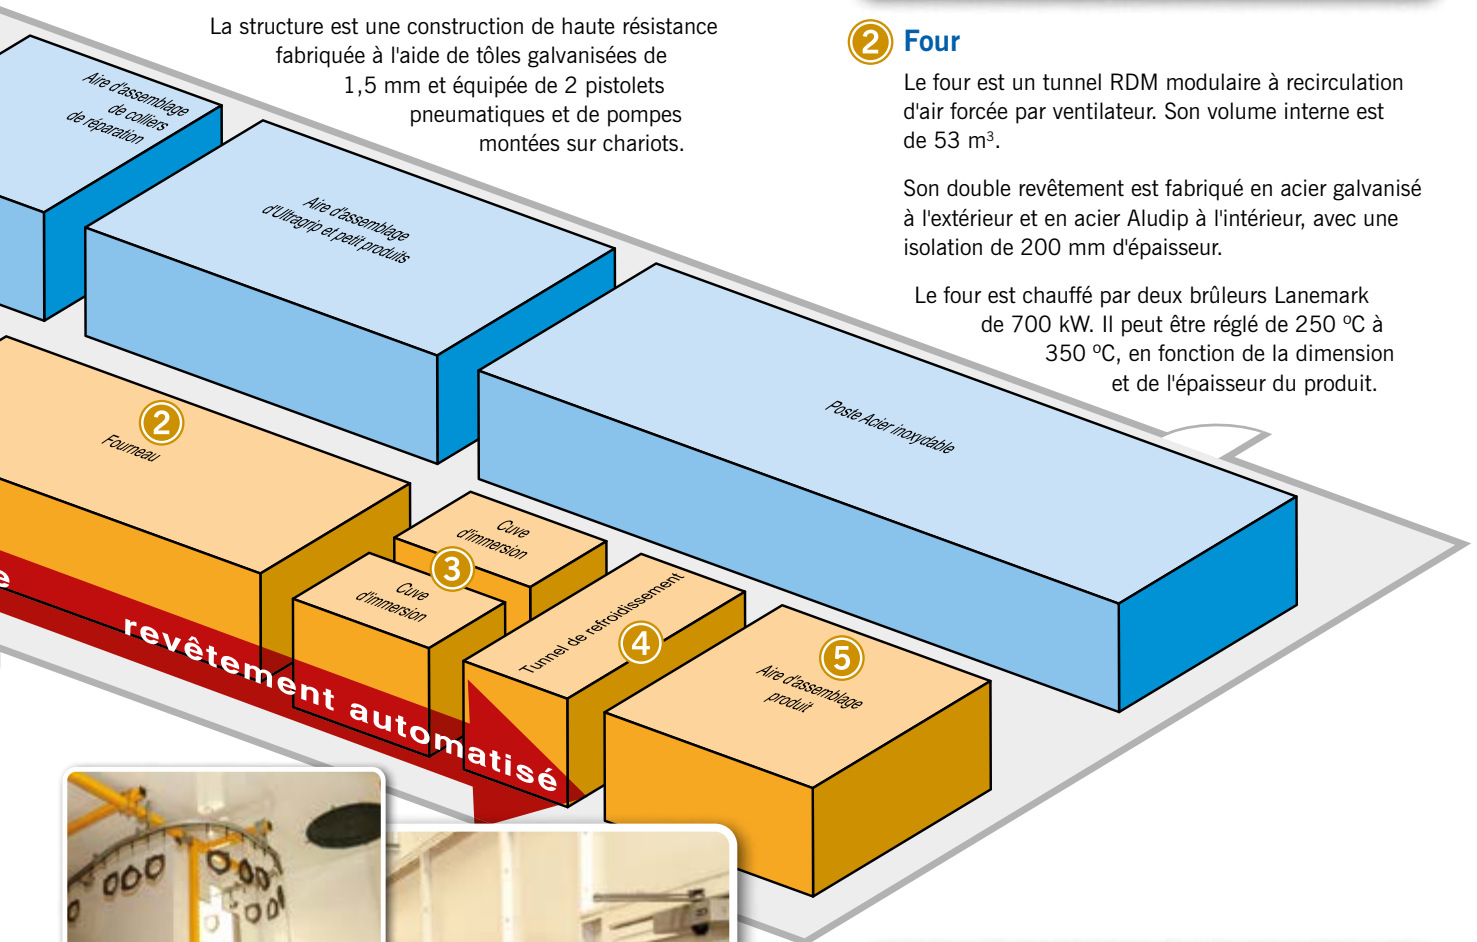 La structure est une construction de haute résistance
fabriquée à l'aide de tôles galvanisées de
1,5 mm et équipée de 2 pistolets
pneumatiques et de pompes
montées sur chariots.
2 Four
Le four est un tunnel RDM modulaire à recirculation
d'air forcée par ventilateur. Son volume interne est
de 53 m³.
Son double revêtement est fabriqué en acier galvanisé
à l'extérieur et en acier Aludip à l'intérieur, avec une
isolation de 200 mm d'épaisseur.
Le four est chauffé par deux brûleurs Lanemark
de 700 kW. Il peut être réglé de 250 ºC à
350 ºC, en fonction de la dimension
et de l'épaisseur du produit.
Aire d'assemblage
de colliers
de réparation
Aire d'assemblage
d'Ultragrip et petit produits
Poste Acier inoxydable
2
Fourneau
Cuve
d'immersion
3
Cuve
d'immersion
Tunnel de refroidissement
4
5
Aire d'assemblage
produit
revêtement automatisé